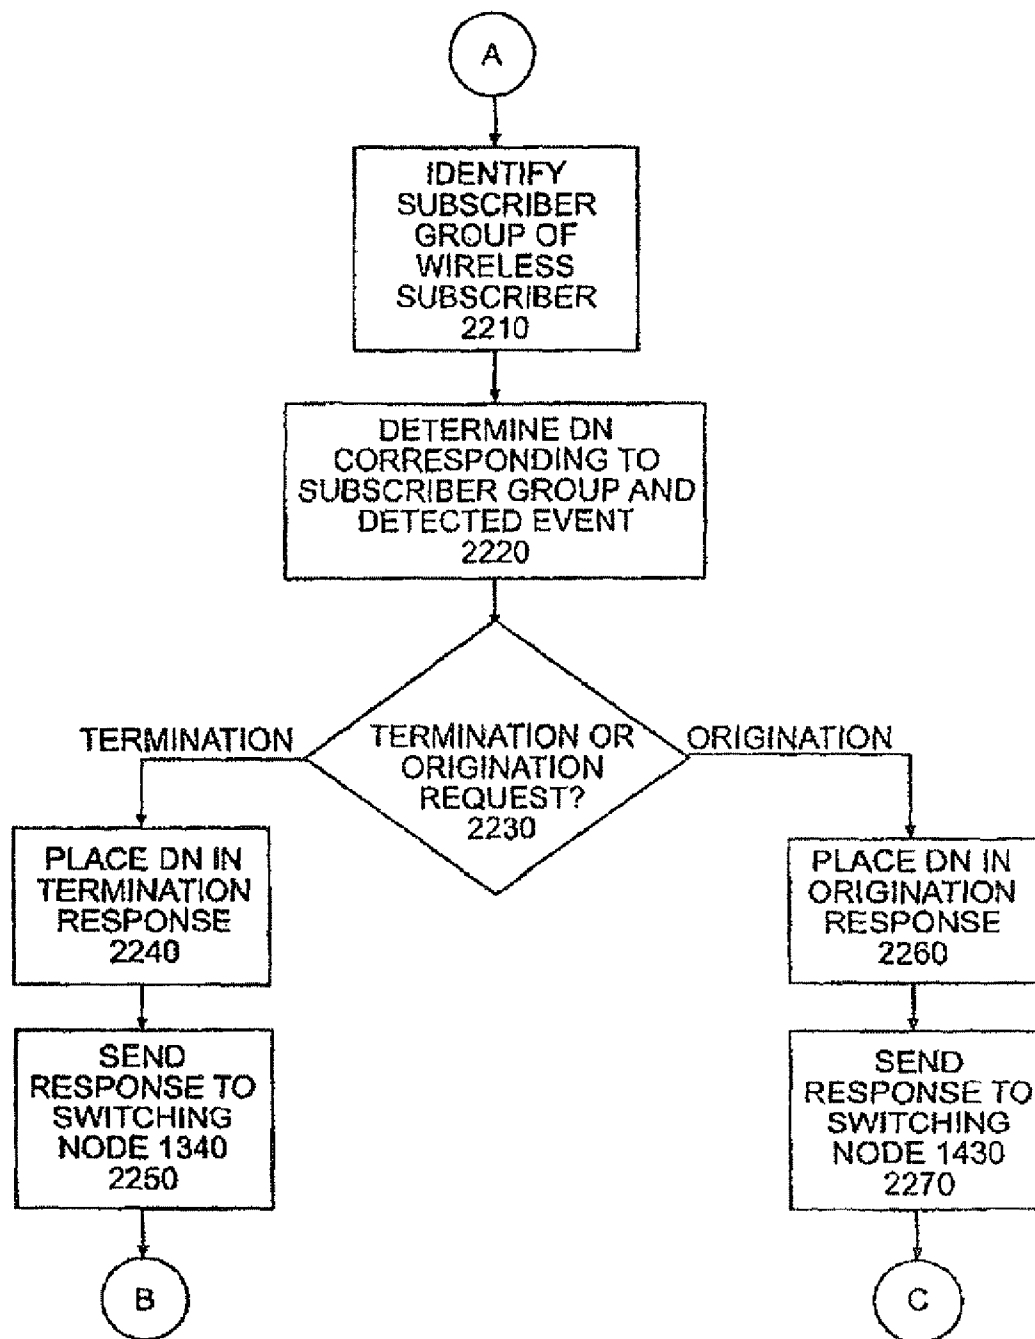 A
IDENTIFY
SUBSCRIBER
GROUP OF
WIRELESS
SUBSCRIBER
2210
DETERMINE DN
CORRESPONDING TO
SUBSCRIBER GROUP AND
DETECTED EVENT
2220
TERMINATION
TERMINATION OR
ORIGINATION
REQUEST?
2230
ORIGINATION
PLACE DN IN
TERMINATION
RESPONSE
2240
PLACE DN IN
ORIGINATION
RESPONSE
2260
SEND
RESPONSE TO
SWITCHING
NODE 1340
2250
SEND
RESPONSE TO
SWITCHING
NODE 1430
2270
B
C